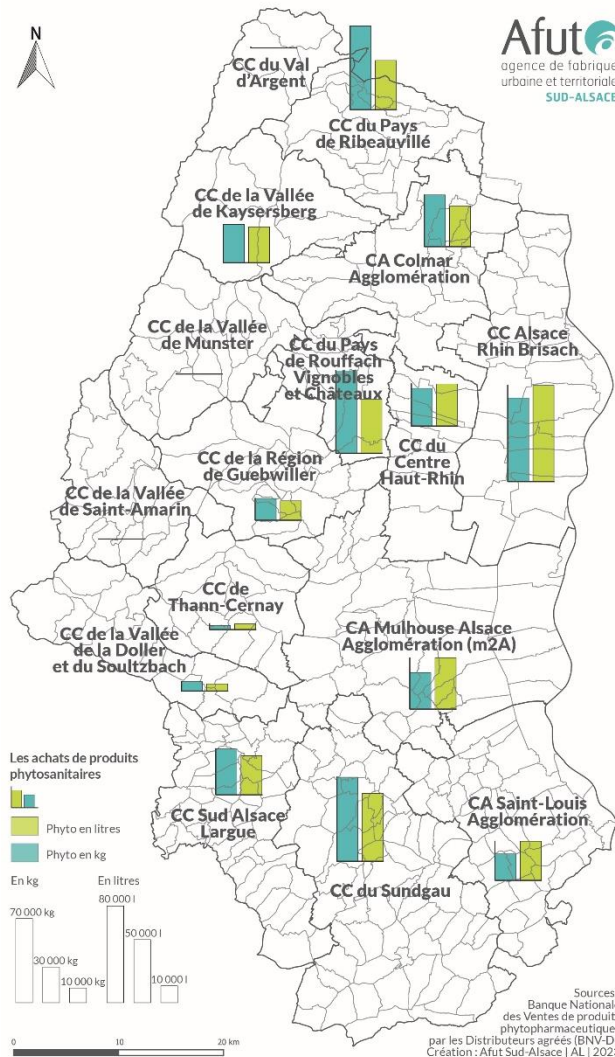 N
Afut
agence de fabrique
urbaine et territoriale
SUD-ALSACE
CC du Val
d'Argent
CC du Pays
de Ribeauvillé
CC de la Vallée
de Kaysersberg
CA Colmar
Agglomération
CC de la Vallée
de Munster
CC du Pays
de Rouffach
Vignobles
et Châteaux
CC Alsace
Rhin Brisach
CC du
Centre
Haut-Rhin
CC de la Région
de Guebwiller
CC de la Vallée
de Saint-Amarin
CC de
Thann-Cernay
CC de la Vallée
de la Doller
et du Soultzbach
CA Mulhouse Alsace
Agglomération (m2A)
CC Sud Alsace
Largue
CC du Sundgau
CA Saint-Louis
Agglomération
Les achats de produits
phytosanitaires
Phyto en litres
Phyto en kg
En kg
En litres
70 000 kg
30 000 kg
10 000 kg
80 000 l
50 000 l
10 000 l
0 10 20 km
Sources
Banque Nationale
des Ventes de produit
phytopharmaceutique
par les Distributeurs agréés (BNV-D
Création : Afut Sud-Alsace | AL | 202